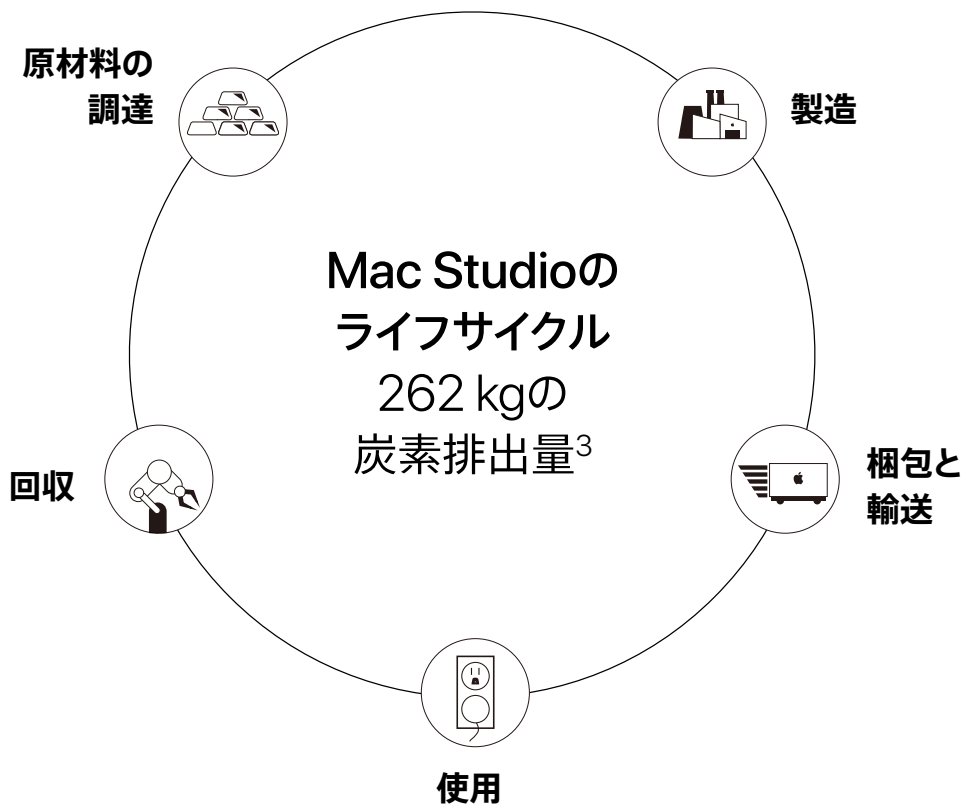 原材料の
調達
製造
Mac Studioの
ライフサイクル
262 kgの
炭素排出量3
回収
梱包と
輸送
使用